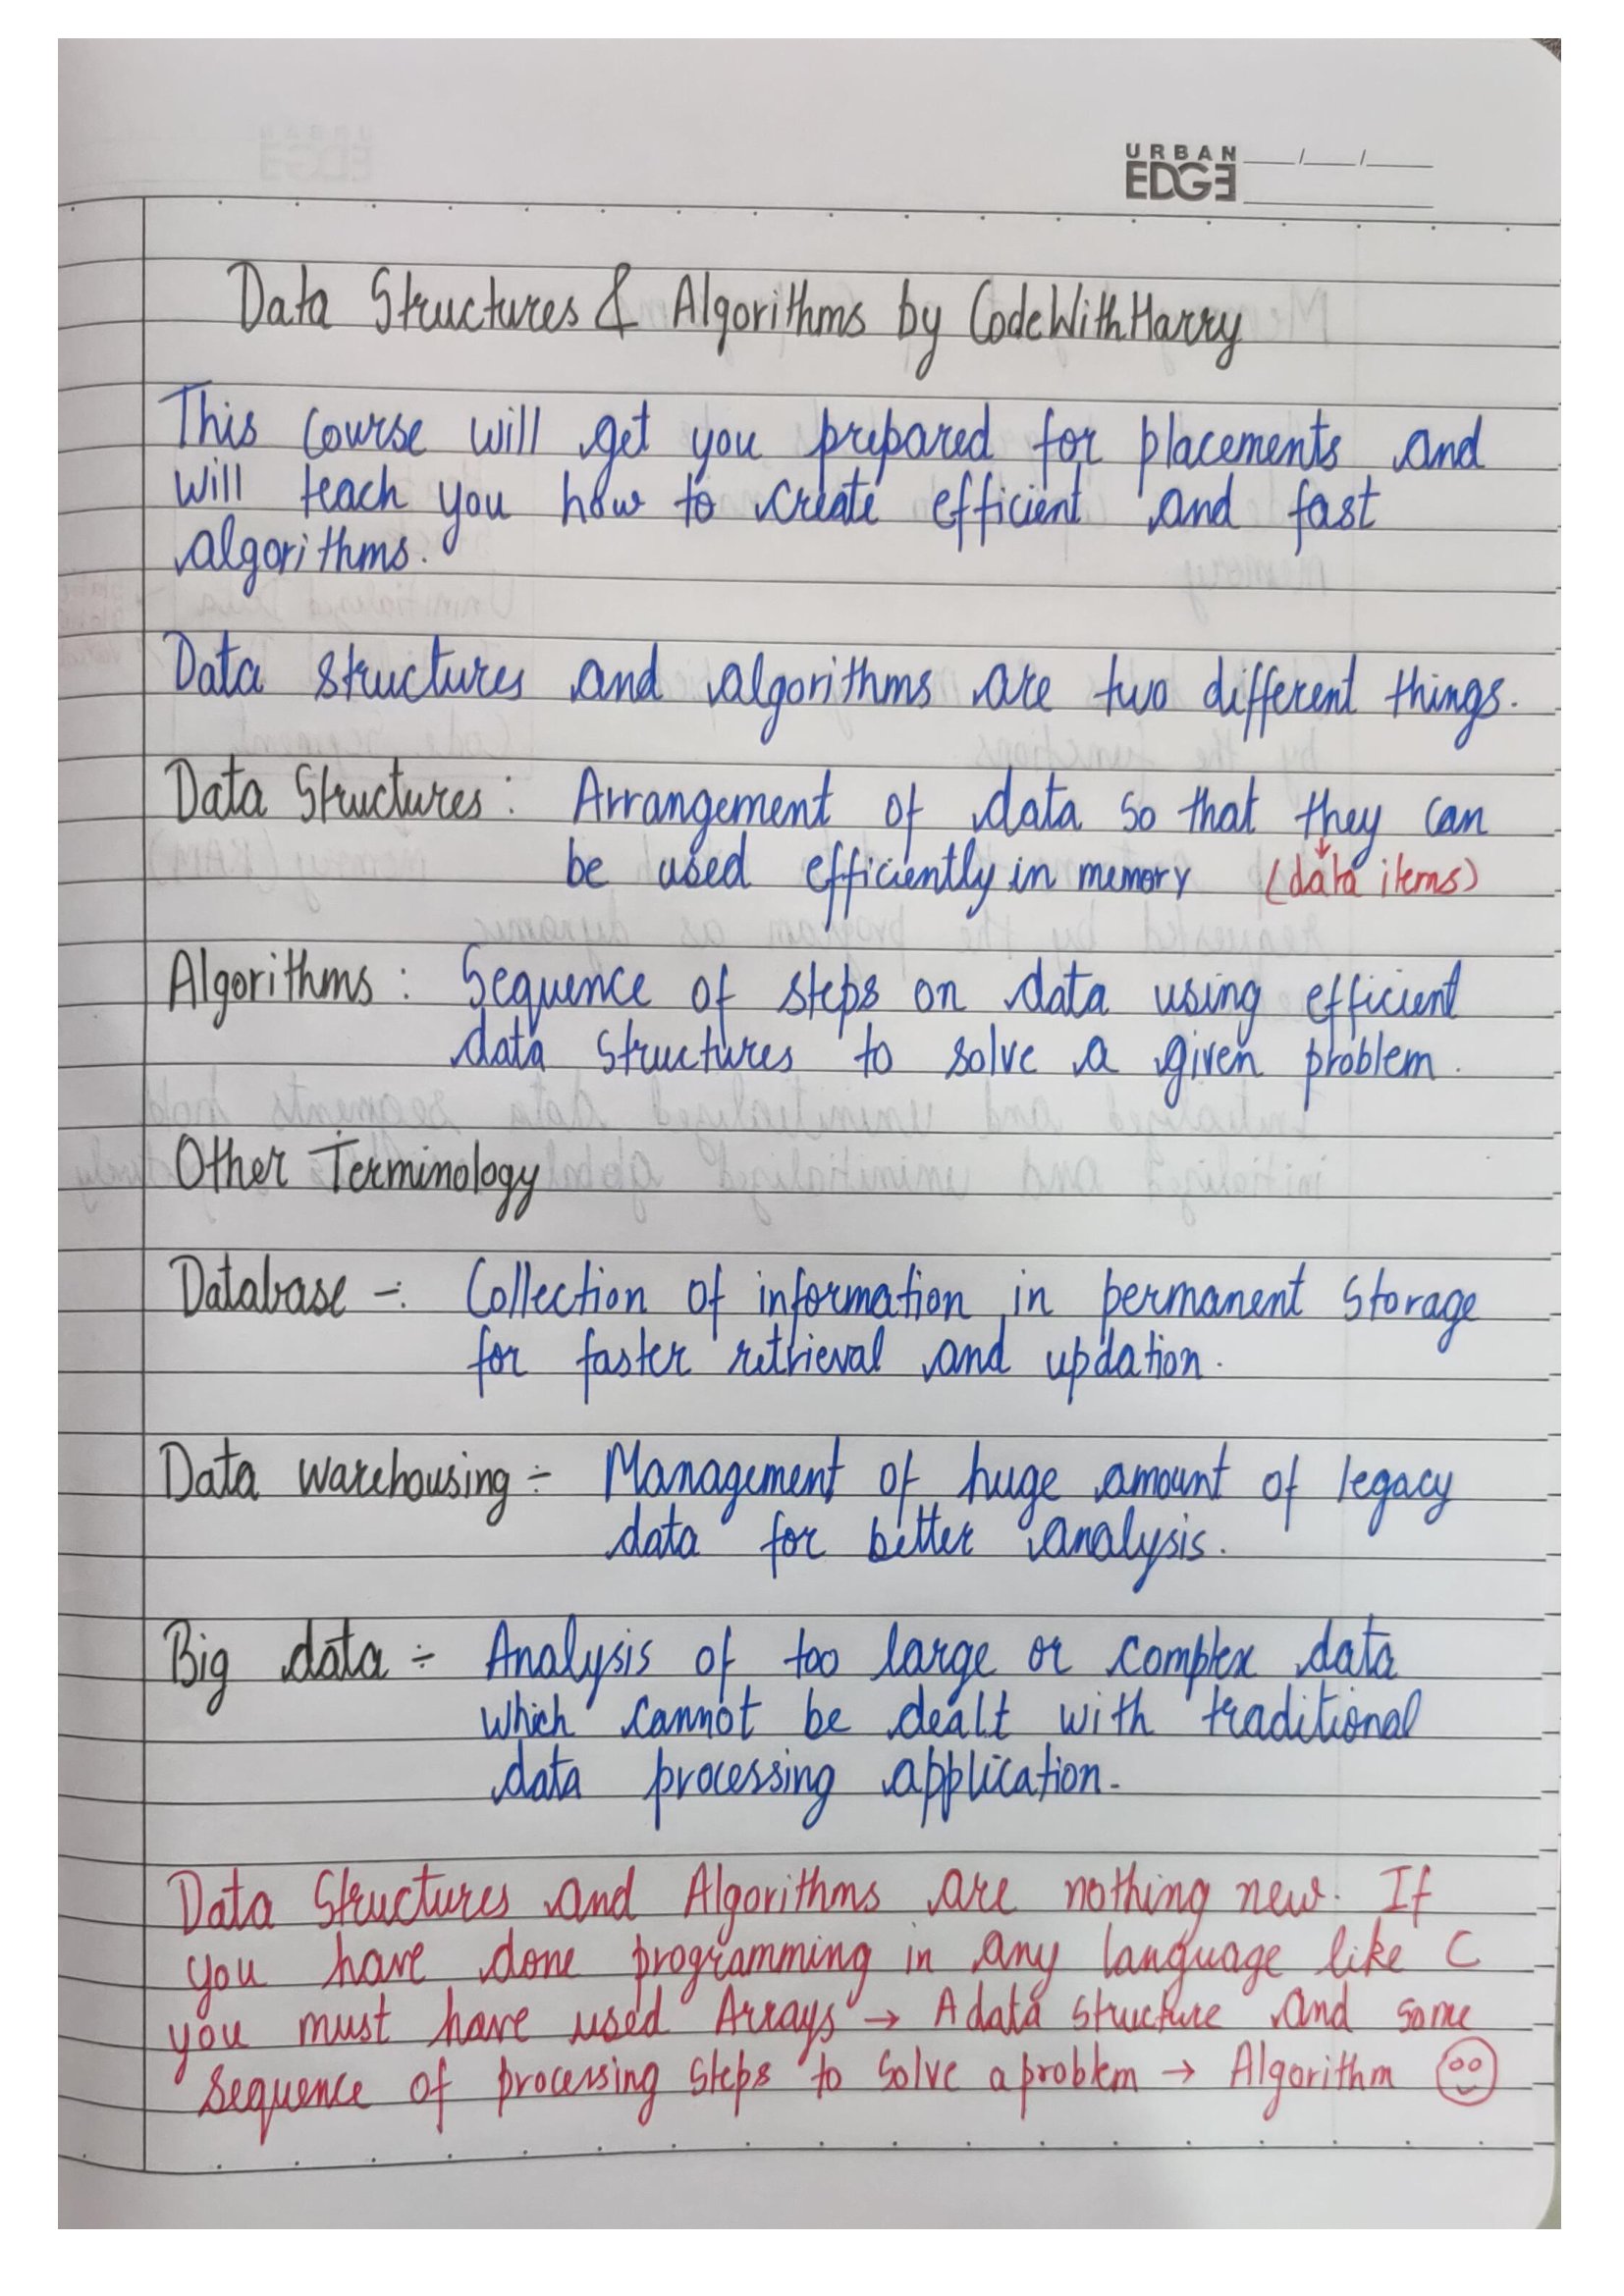 URBAN
EDGE
Data Structures & Algorithms by CodeWithHarry
This course will get you prepared for placements and
will teach you how to create efficient and fast
algorithms.
Data structures and algorithms are two different things.
Data Structures: Arrangement of data so that they can
be used efficiently in memory (data items)
Algorithms: Sequence of steps on data using efficient
data structures to solve a given problem.
Other Terminology
Database -: Collection of information in permanent storage
for faster retrieval and updation.
Data warehousing ÷ Management of huge amount of legacy
data for better analysis.
Big data ÷ Analysis of too large or complex data
which cannot be dealt with traditional
data processing application.
Data Structures and Algorithms are nothing new. If
you have done programming in any language like C
you must have used Arrays → A data structure and some
sequence of processing steps to solve a problem → Algorithm